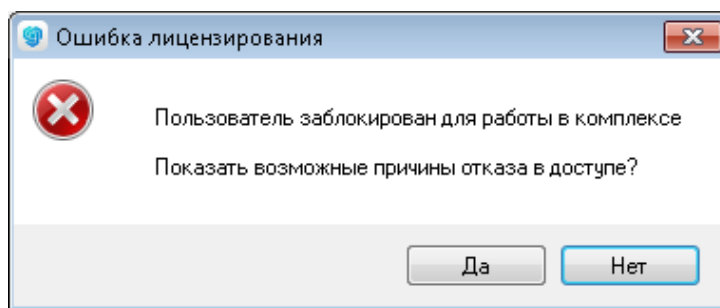 Ошибка лицензирования
Пользователь заблокирован для работы в комплексе
Показать возможные причины отказа в доступе?
Да
Нет